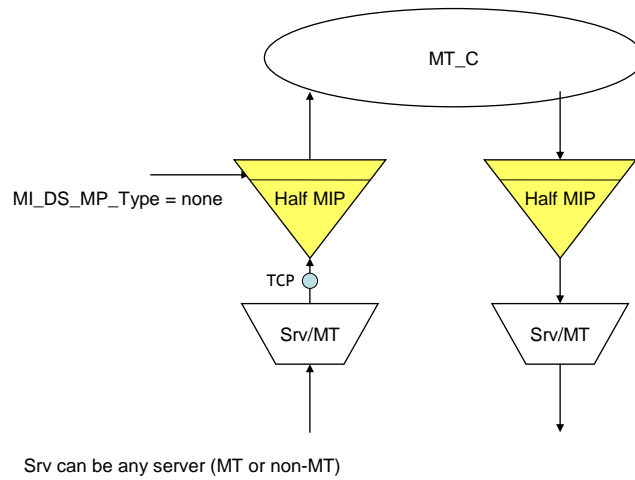 MT_C
MI_DS_MP_Type = none
Half MIP
Half MIP
TCP
Srv/MT
Srv/MT
Srv can be any server (MT or non-MT)